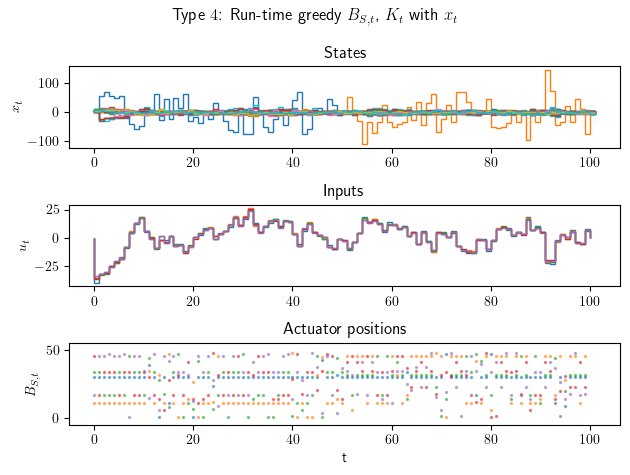 Type 4: Run-time greedy $B_{S,t}$, $K_t$ with $x_t$
States
$x_t$
100
0
−100
0 20 40 60 80 100
Inputs
$u_t$
25
0
−25
0 20 40 60 80 100
Actuator positions
$B_{S,t}$
50
0
0 20 40 60 80 100
t